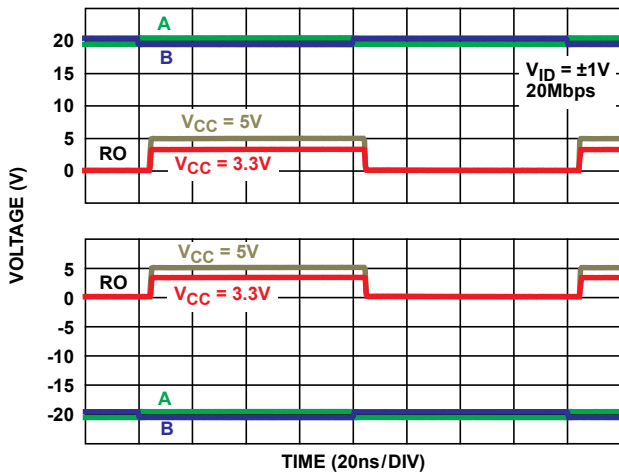 A
20
B
V_ID = ±1V
20Mbps
15
10
V_CC = 5V
5
RO
0
V_CC = 3.3V
VOLTAGE (V)
V_CC = 5V
5
RO
0
V_CC = 3.3V
-5
-10
-15
A
-20
B
TIME (20ns/DIV)